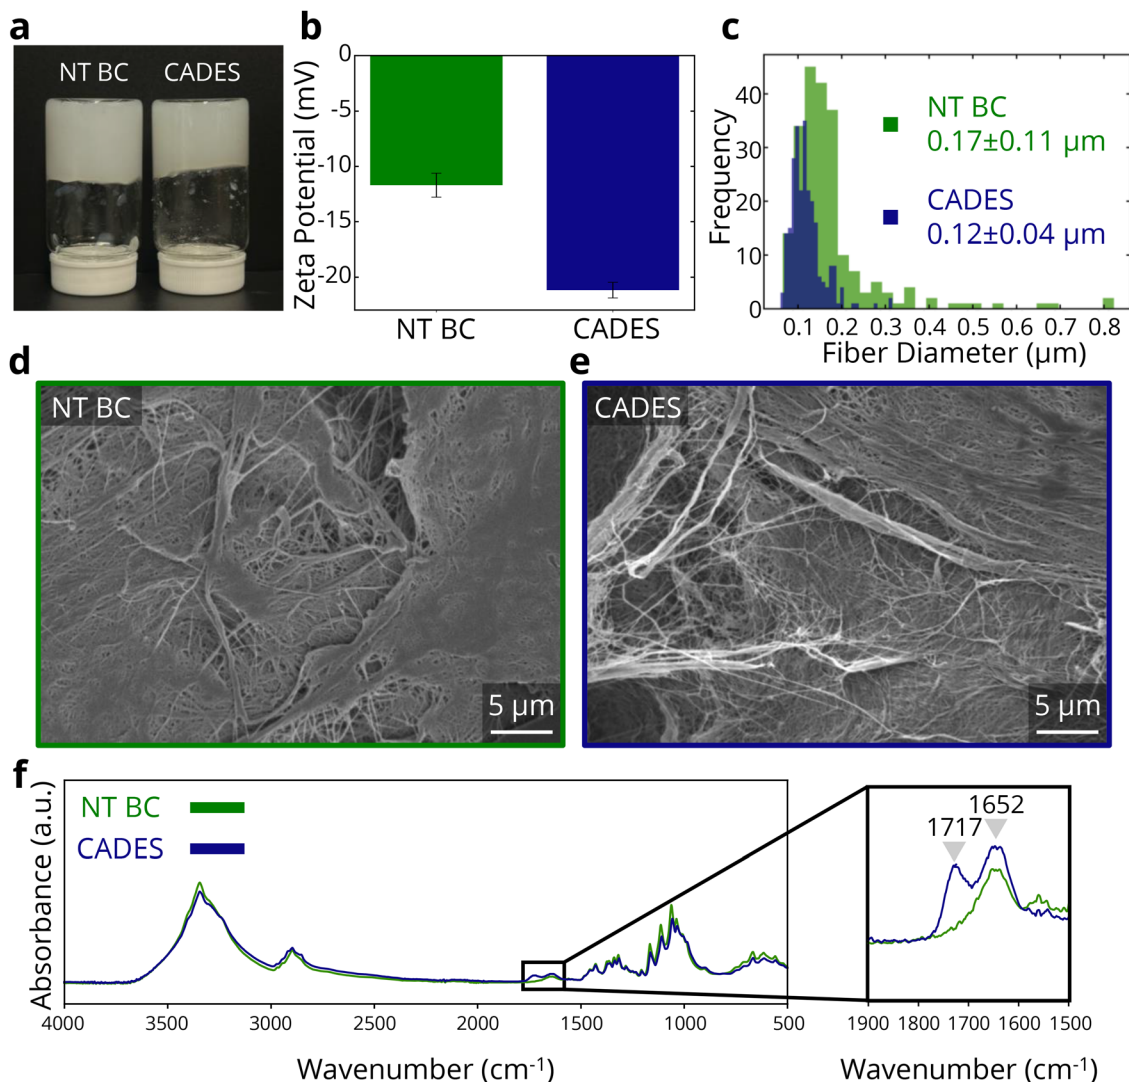 a
NT BC CADES
b
Zeta Potential (mV)
0
-5
-10
-15
-20
NT BC CADES
c
Frequency
40
30
20
10
0
NT BC
0.17±0.11 µm
CADES
0.12±0.04 µm
0.1 0.2 0.3 0.4 0.5 0.6 0.7 0.8
Fiber Diameter (µm)
d
NT BC
5 µm
e
CADES
5 µm
f
Absorbance (a.u.)
NT BC
CADES
4000 3500 3000 2500 2000 1500 1000 500
Wavenumber (cm-1)
1652
1717
1900 1800 1700 1600 1500
Wavenumber (cm-1)